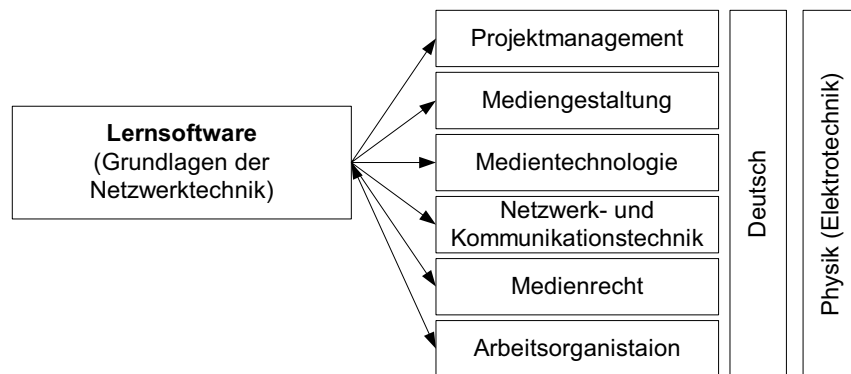 Lernsoftware
(Grundlagen der
Netzwerktechnik)
Projektmanagement
Mediengestaltung
Medientechnologie
Netzwerk- und
Kommunikationstechnik
Medienrecht
Arbeitsorganistaion
Deutsch
Physik (Elektrotechnik)